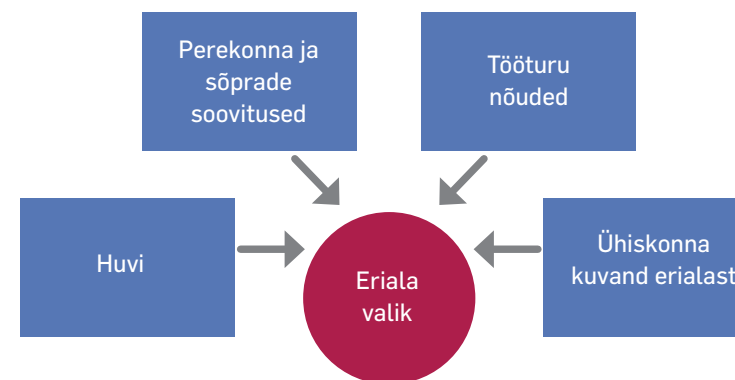 Perekonna ja
sõprade
soovitused
Tööturu
nõuded
Huvi
Ühiskonna
kuvand erialast
Eriala
valik